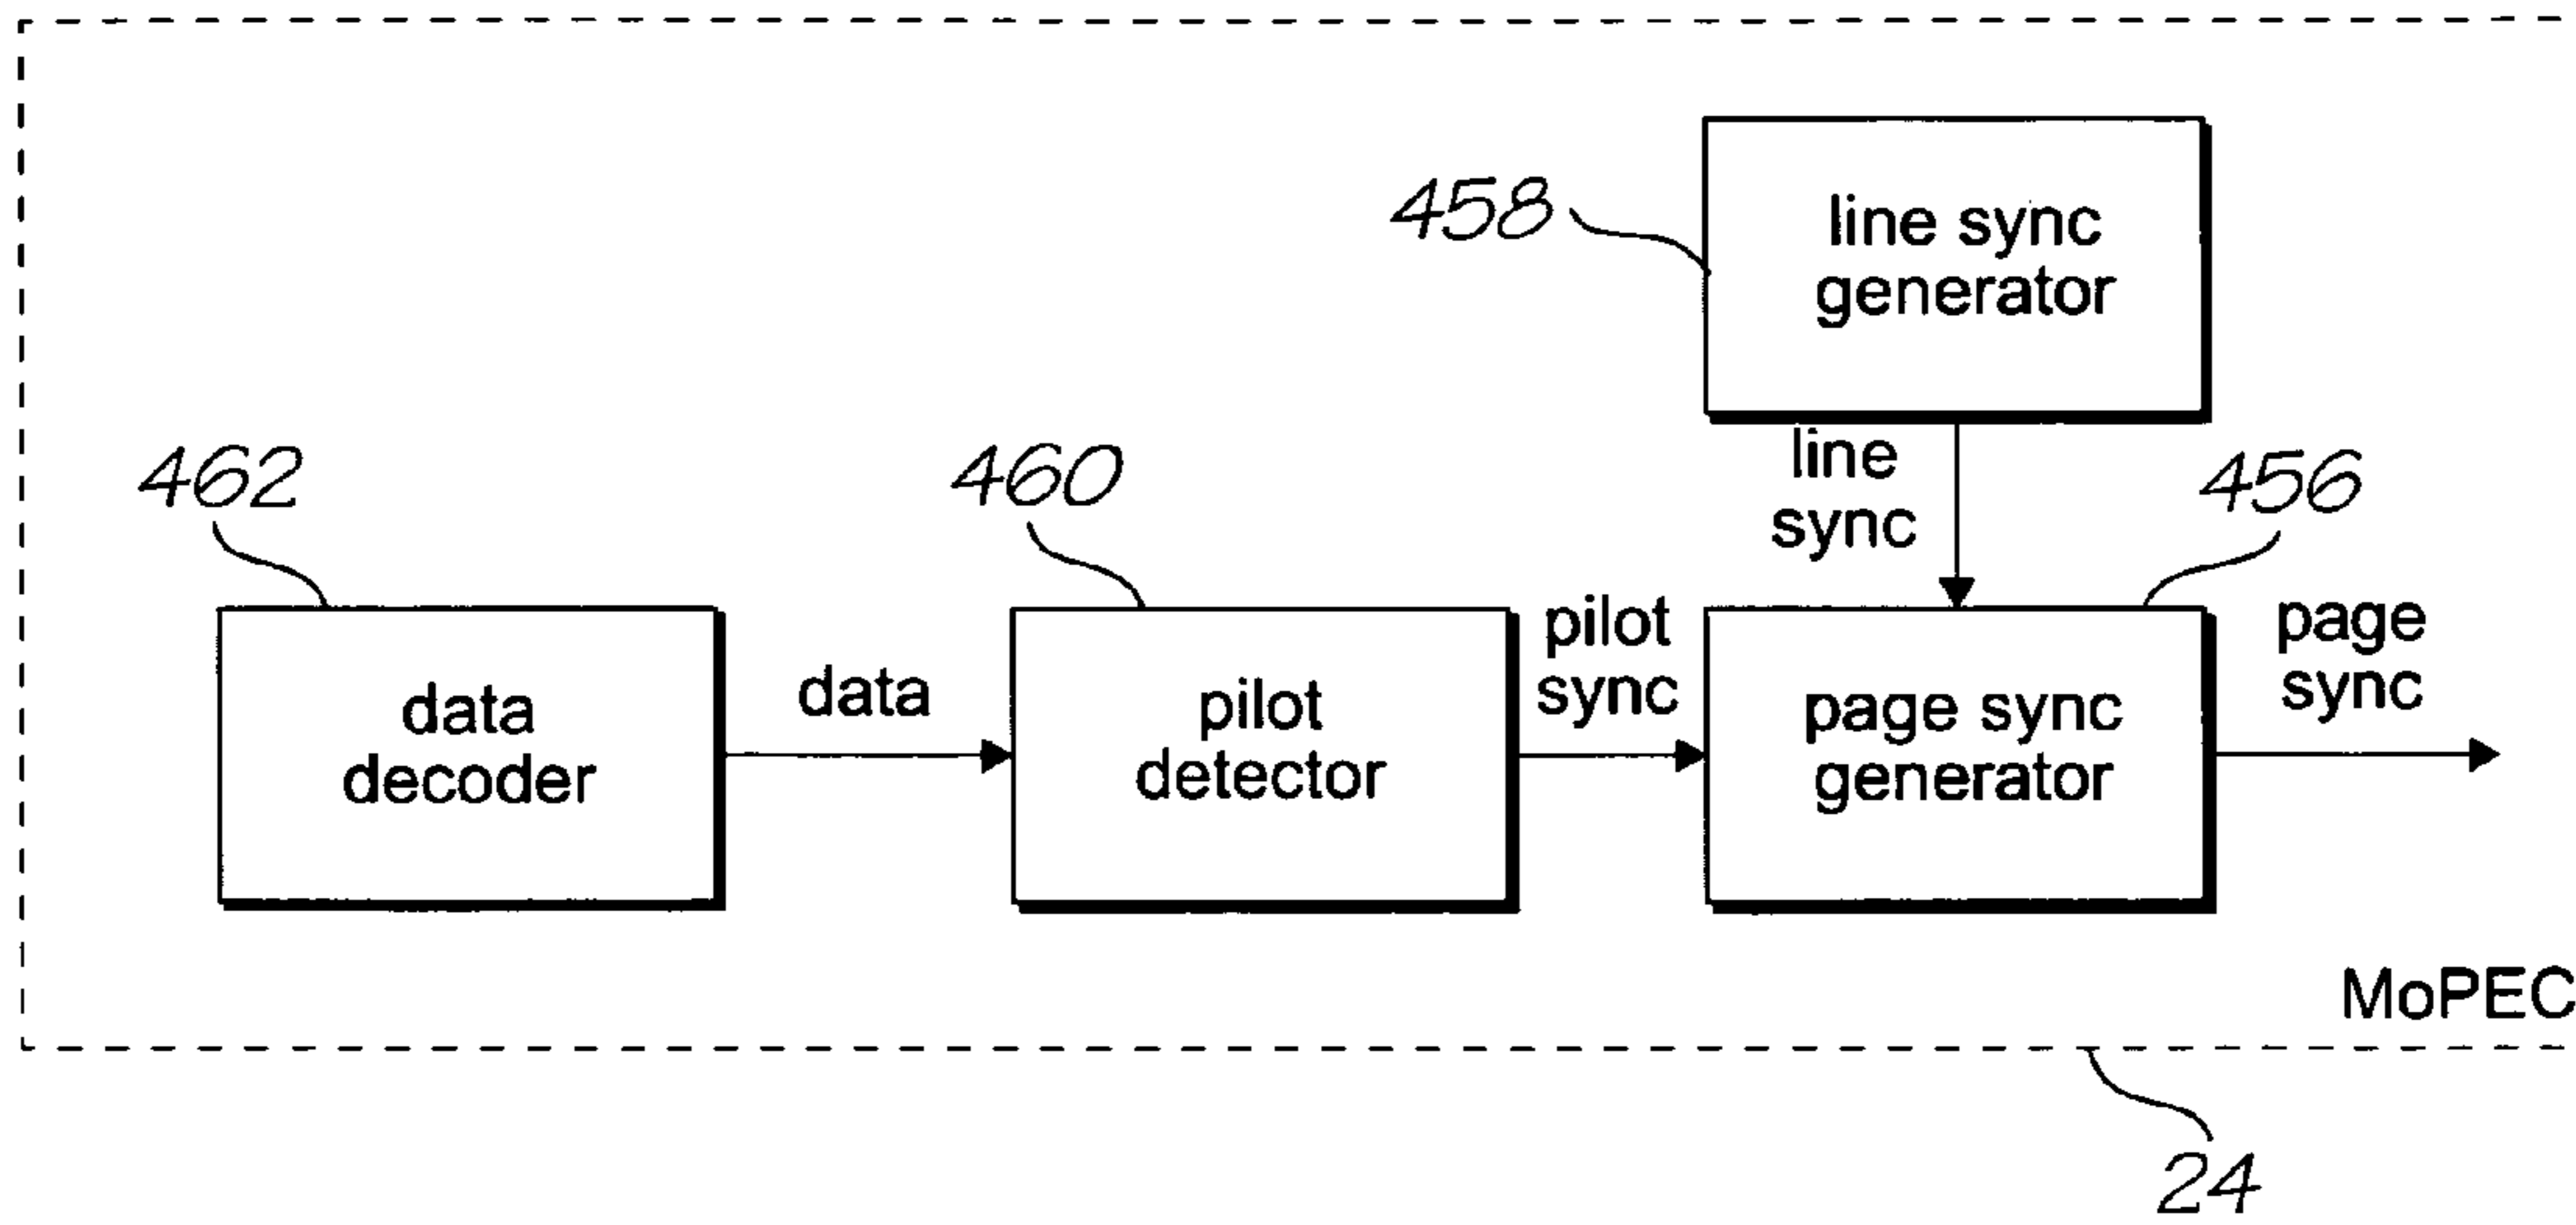 458
line sync
generator
line
sync
462
460
456
data
decoder
data
pilot
detector
pilot
sync
page sync
generator
page
sync
MoPEC
24